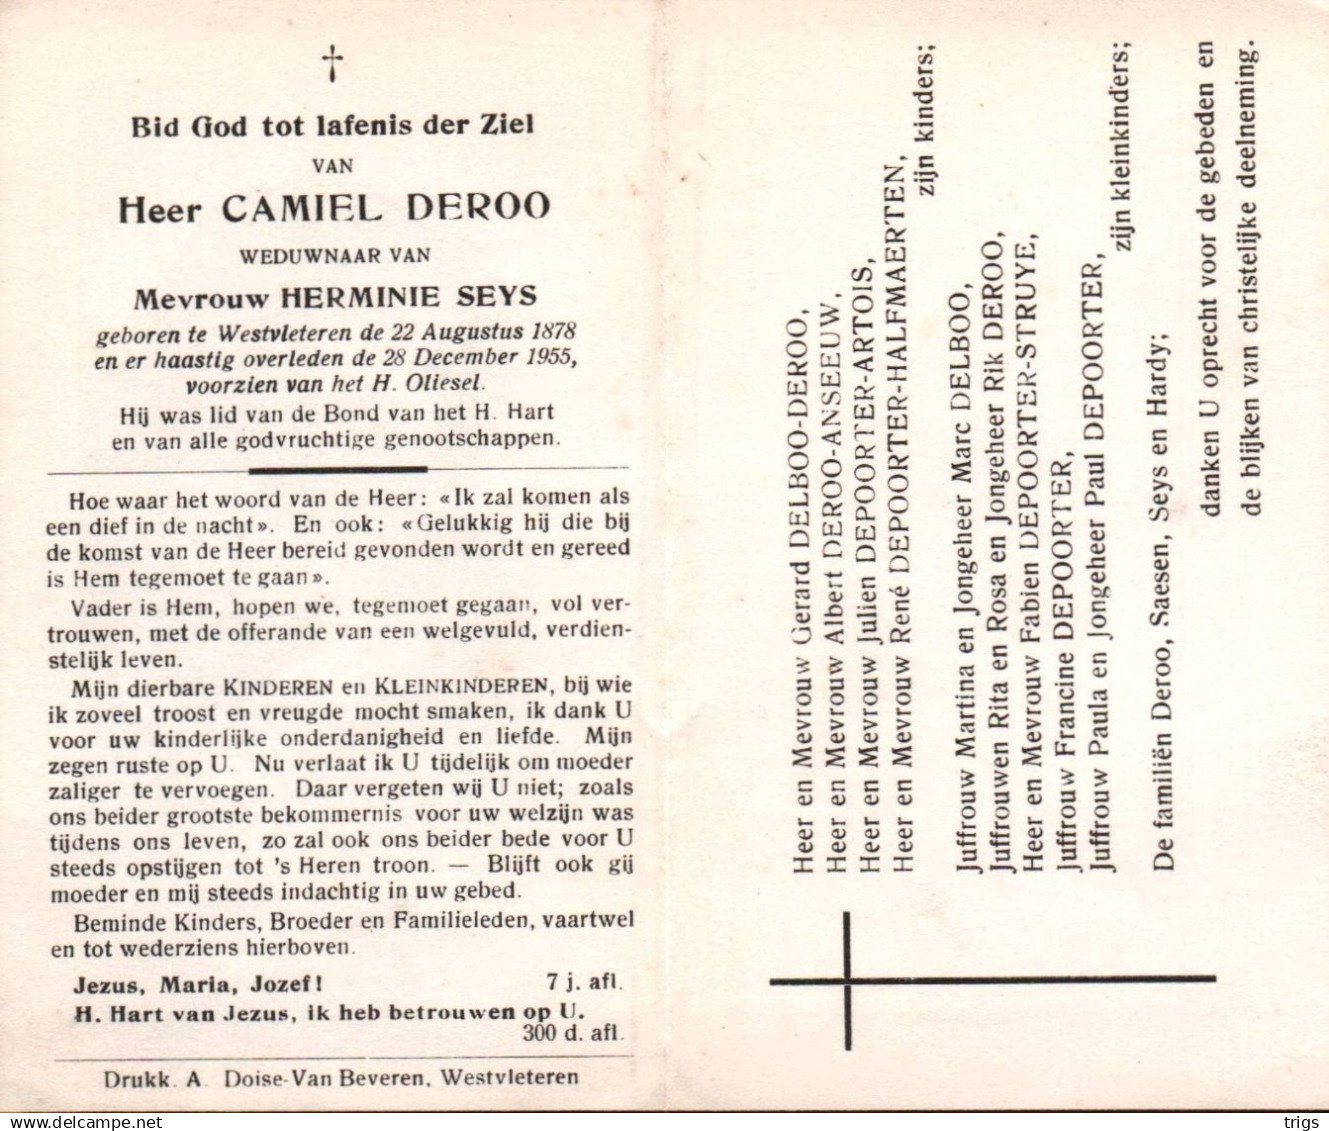 Bid God tot lafenis der Ziel
VAN
Heer CAMIEL DEROO
WEDUWNAAR VAN
Mevrouw HERMINIE SEYS
geboren te Westvleteren de 22 Augustus 1878
en er haastig overleden de 28 December 1955,
voorzien van het H. Oliesel.
Hij was lid van de Bond van het H. Hart
en van alle godvruchtige genootschappen.
Hoe waar het woord van de Heer: «Ik zal komen als
een dief in de nacht». En ook: «Gelukkig hij die bij
de komst van de Heer bereid gevonden wordt en gereed
is Hem tegemoet te gaan».
Vader is Hem, hopen we, tegemoet gegaan, vol ver-
trouwen, met de offerande van een welgevuld, verdien-
stelijk leven.
Mijn dierbare KINDEREN en KLEINKINDEREN, bij wie
ik zoveel troost en vreugde mocht smaken, ik dank U
voor uw kinderlijke onderdanigheid en liefde. Mijn
zegen ruste op U. Nu verlaat ik U tijdelijk om moeder
zaliger te vervoegen. Daar vergeten wij U niet; zoals
ons beider grootste bekommernis voor uw welzijn was
tijdens ons leven, zo zal ook ons beider bede voor U
steeds opstijgen tot 's Heren troon. — Blijft ook gij
moeder en mij steeds indachtig in uw gebed.
Beminde Kinders, Broeder en Familieleden, vaartwel
en tot wederziens hierboven.
Jezus, Maria, Jozef! 7 j. afl.
H. Hart van Jezus, ik heb betrouwen op U.
300 d. afl.
Drukk. A. Doise-Van Beveren, Westvleteren
Heer en Mevrouw Gerard DELBOO-DEROO,
Heer en Mevrouw Albert DEROO-ANSEEUW,
Heer en Mevrouw Julien DEPOORTER-ARTOIS,
Heer en Mevrouw René DEPOORTER-HALFMAERTEN,
zijn kinders;
Juffrouw Martina en Jongeheer Marc DELBOO,
Juffrouwen Rita en Rosa en Jongeheer Rik DEROO,
Heer en Mevrouw Fabien DEPOORTER-STRUYE,
Juffrouw Francine DEPOORTER,
Juffrouw Paula en Jongeheer Paul DEPOORTER,
zijn kleinkinders;
De familiën Deroo, Saesen, Seys en Hardy;
danken U oprecht voor de gebeden en
de blijken van christelijke deelneming.
delcampe.net
trigs